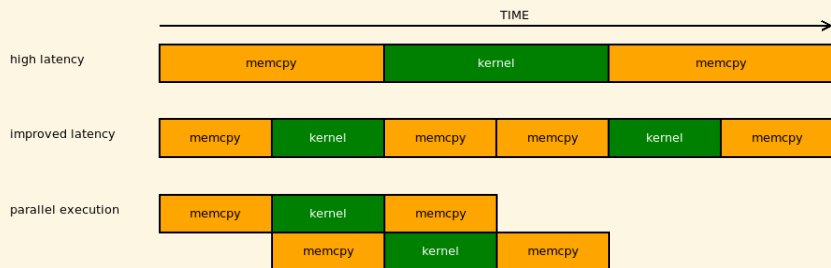 TIME
high latency memcpy kernel memcpy
improved latency memcpy kernel memcpy memcpy kernel memcpy
parallel execution memcpy kernel memcpy
memcpy kernel memcpy